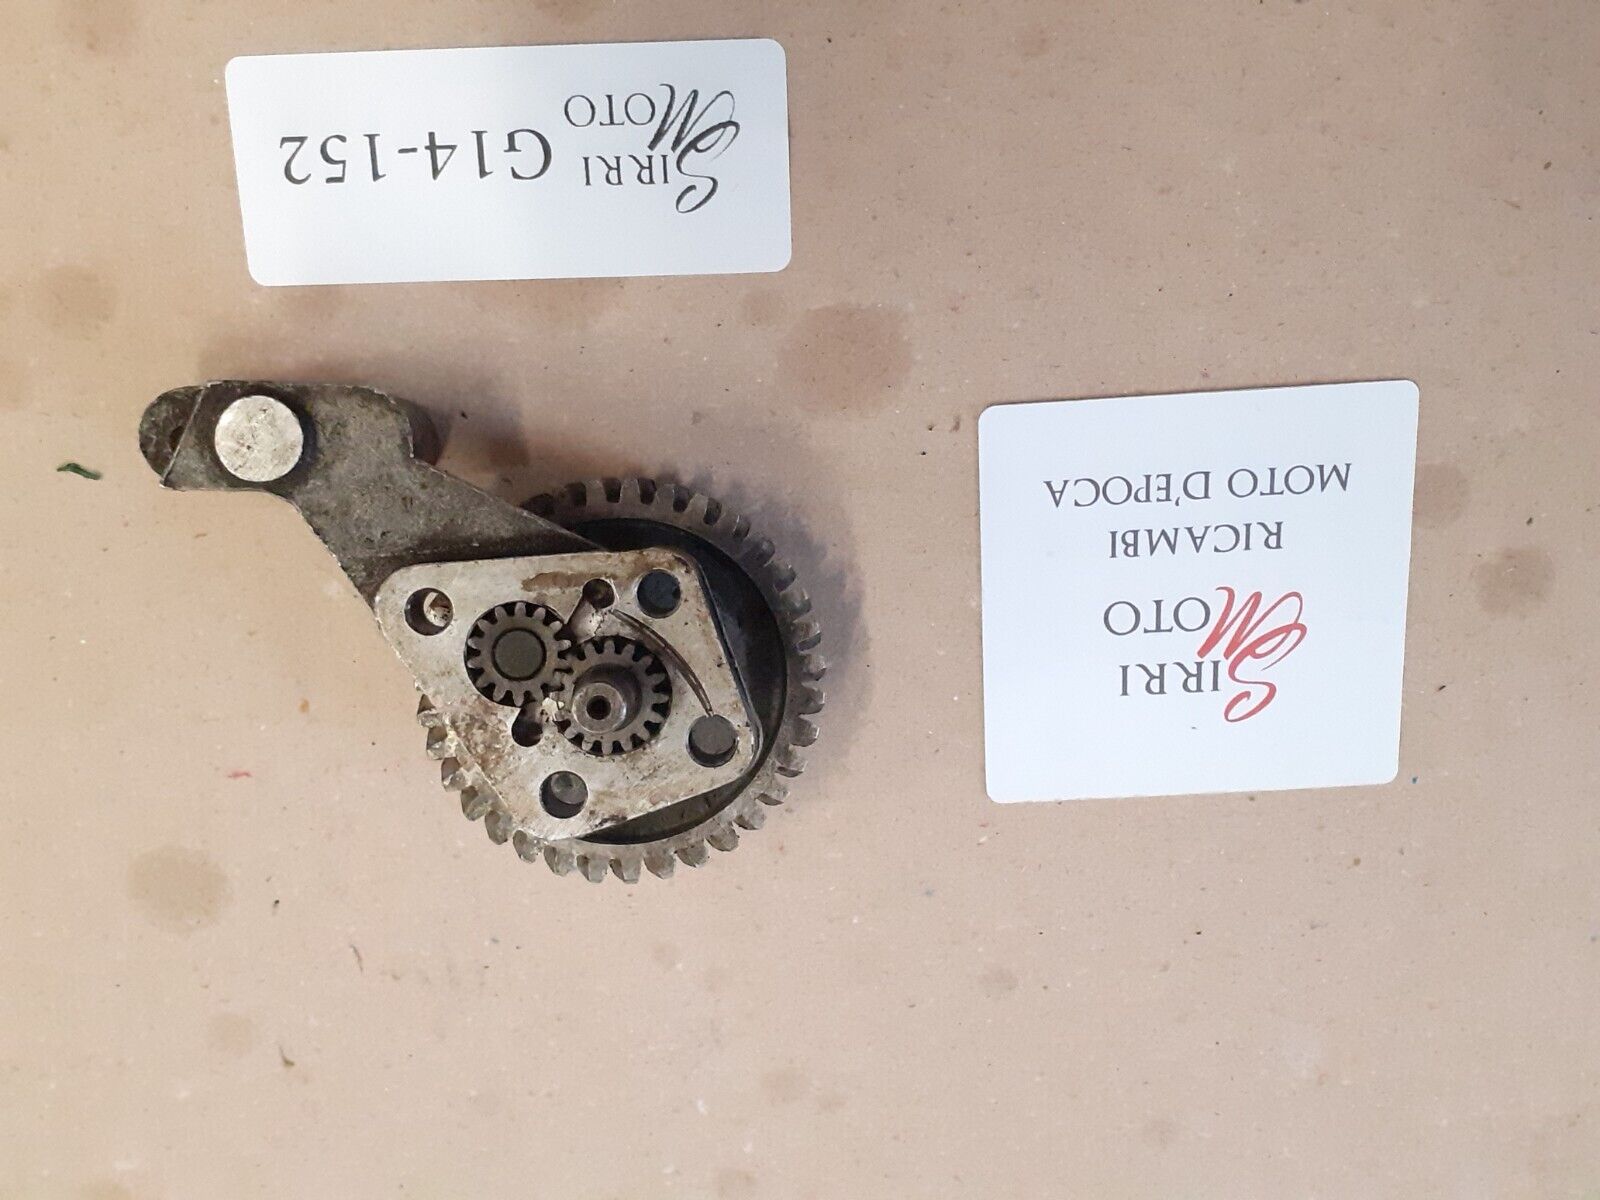 SIRRI MOTO G14-152
SIRRI
MOTO
RICAMBI
MOTO D'EPOCA